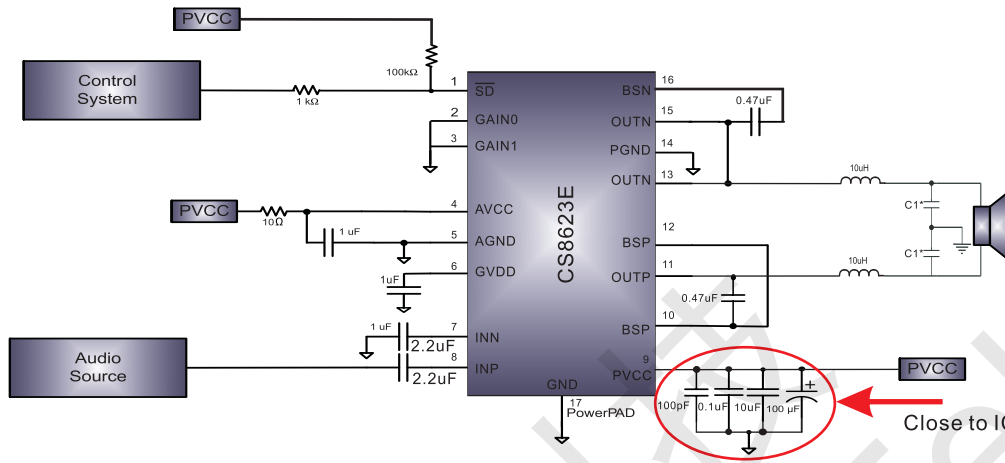 PVCC
Control
System
1 kΩ
100kΩ
1
SD
2
GAIN0
3
GAIN1
PVCC
10Ω
4
AVCC
1 uF
5
AGND
6
GVDD
1uF
1 uF
7
INN
2.2uF
8
INP
2.2uF
Audio
Source
CS8623E
GND
17
PowerPAD
16
BSN
0.47uF
15
OUTN
14
PGND
13
OUTN
10uH
C1*
C1*
12
BSP
11
OUTP
10uH
0.47uF
10
BSP
9
PVCC
PVCC
100pF
0.1uF
10uF
+
100 µF
Close to IC